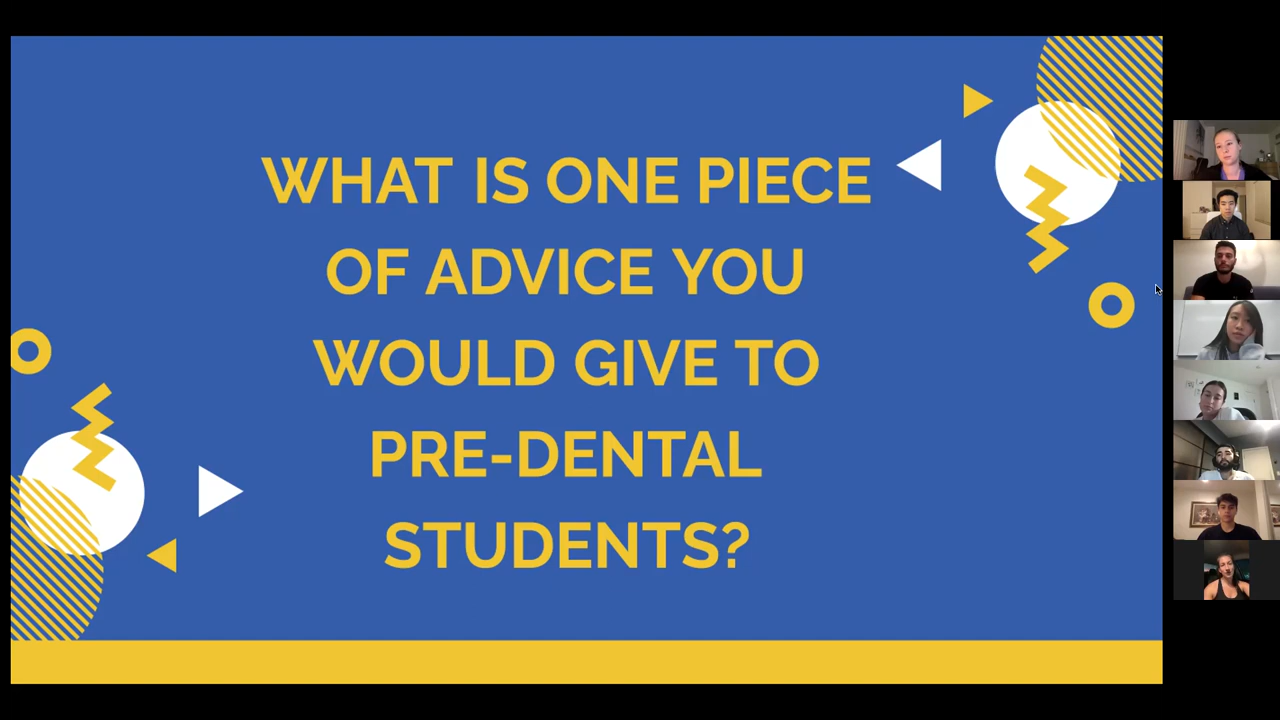 WHAT IS ONE PIECE
OF ADVICE YOU
WOULD GIVE TO
PRE-DENTAL
STUDENTS?